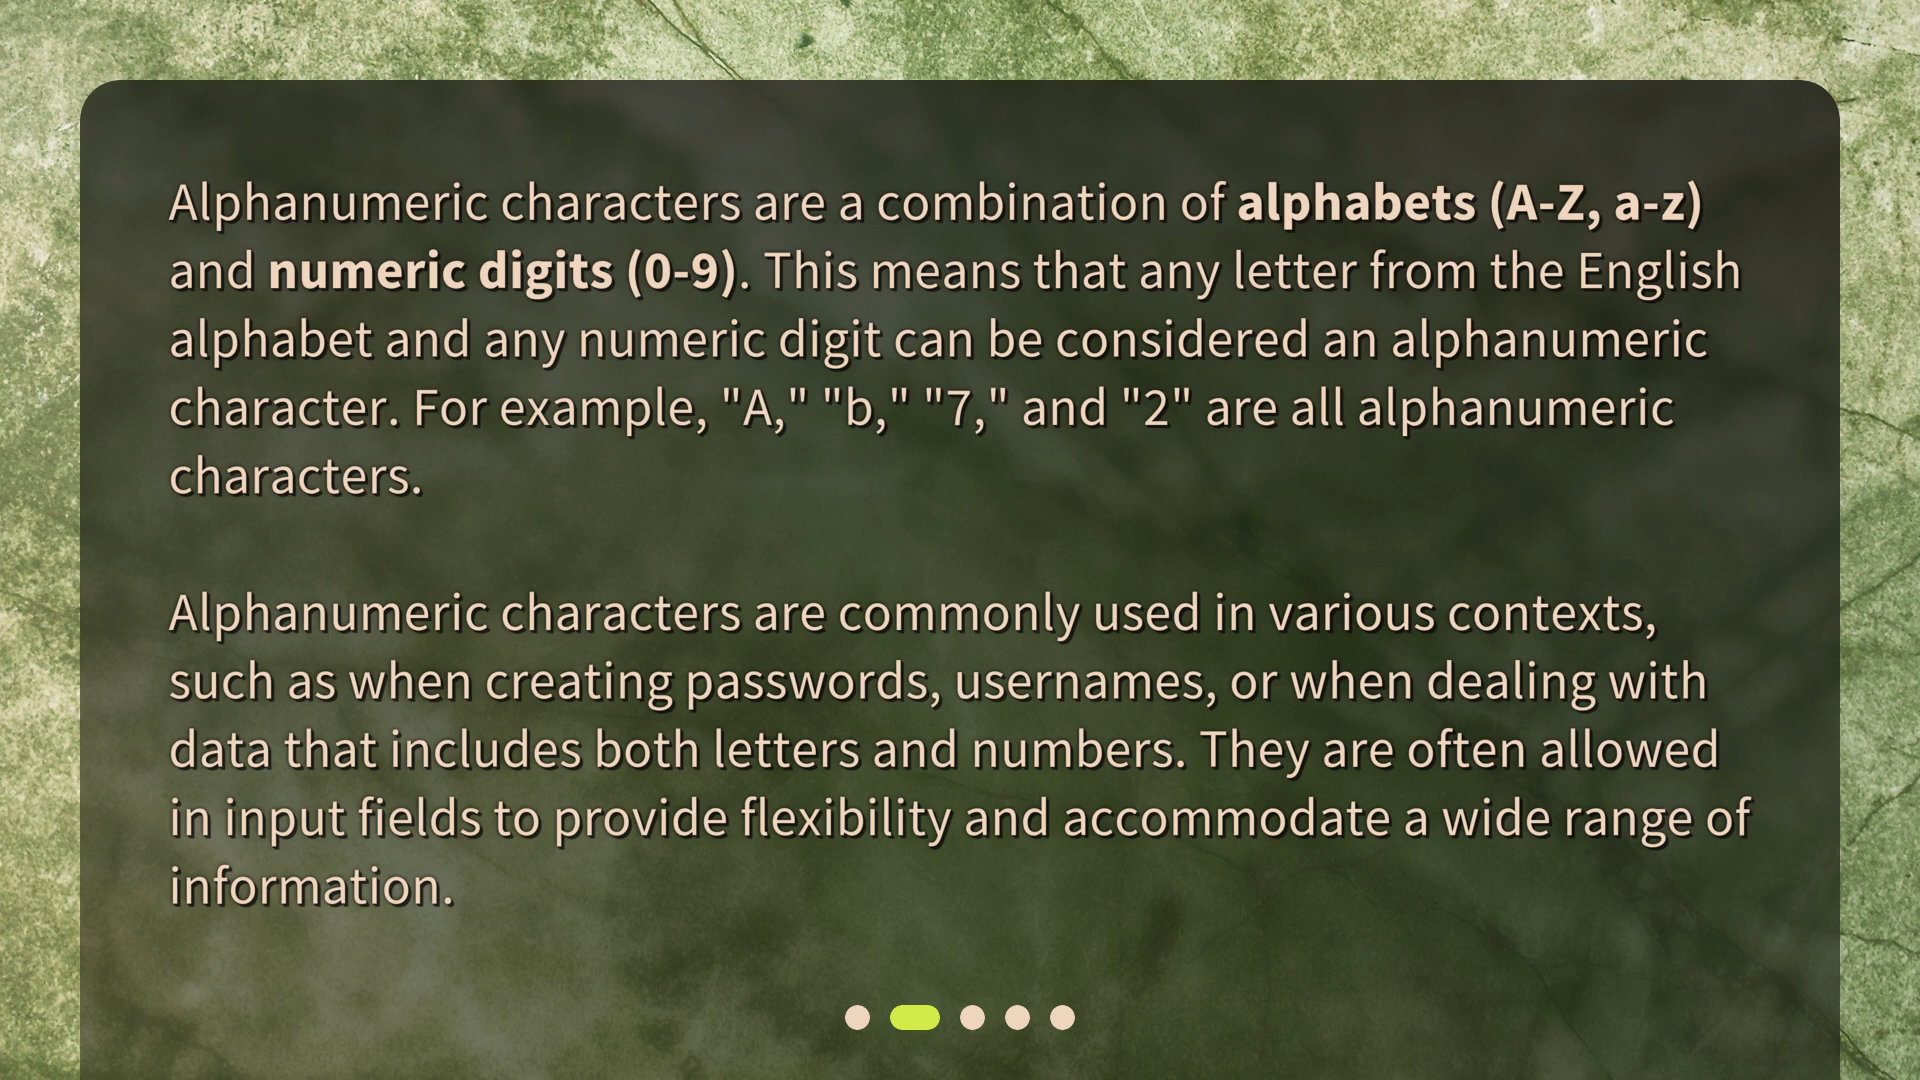 Alphanumeric characters are a combination of alphabets (A-Z, a-z)
and numeric digits (0-9). This means that any letter from the English
alphabet and any numeric digit can be considered an alphanumeric
character. For example, "A," "b," "7," and "2" are all alphanumeric
characters.
Alphanumeric characters are commonly used in various contexts,
such as when creating passwords, usernames, or when dealing with
data that includes both letters and numbers. They are often allowed
in input fields to provide flexibility and accommodate a wide range of
information.